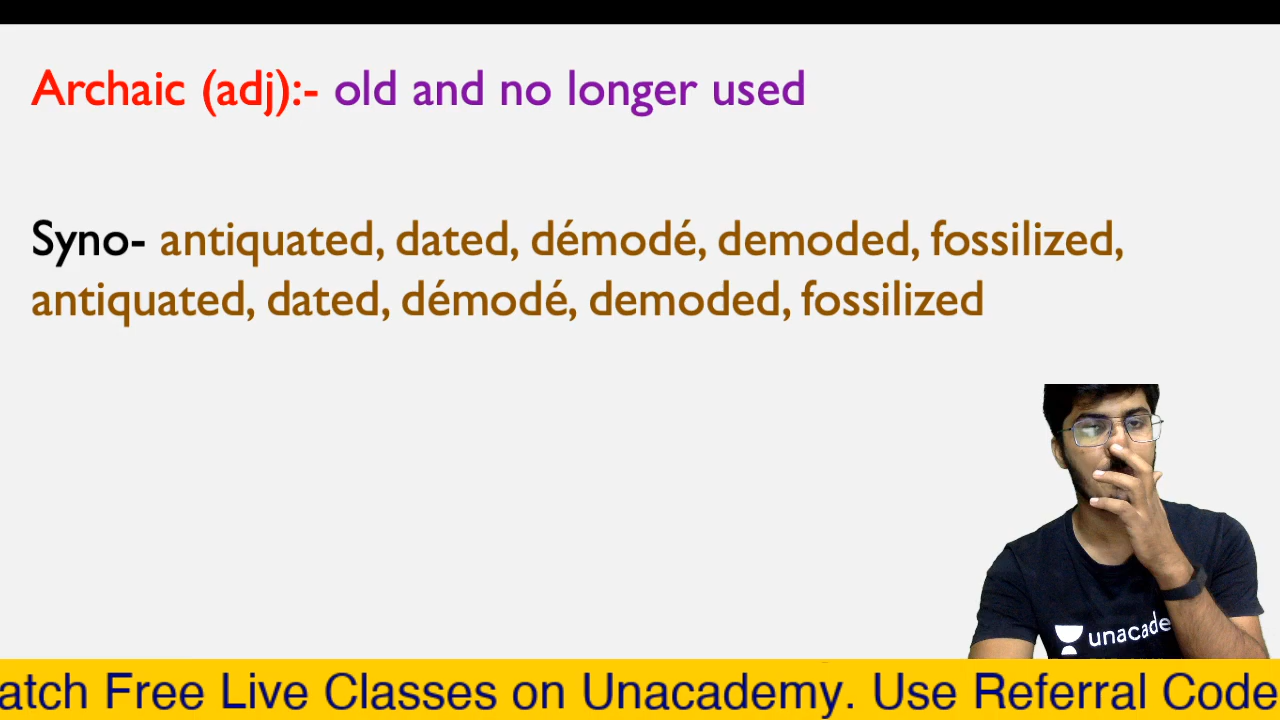 Archaic (adj):- old and no longer used
Syno- antiquated, dated, démodé, demoded, fossilized,
antiquated, dated, démodé, demoded, fossilized
unacade
atch Free Live Classes on Unacademy. Use Referral Code